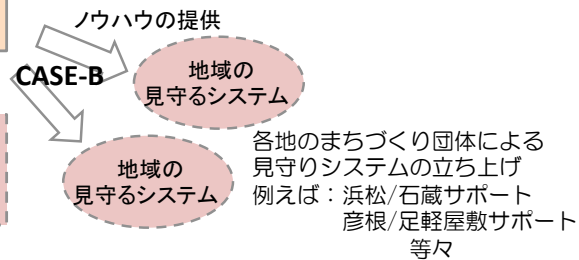 ノウハウの提供
CASE-B
地域の
見守るシステム
地域の
見守るシステム
各地のまちづくり団体による
見守りシステムの立ち上げ
例えば：浜松/石蔵サポート
彦根/足軽屋敷サポート
等々